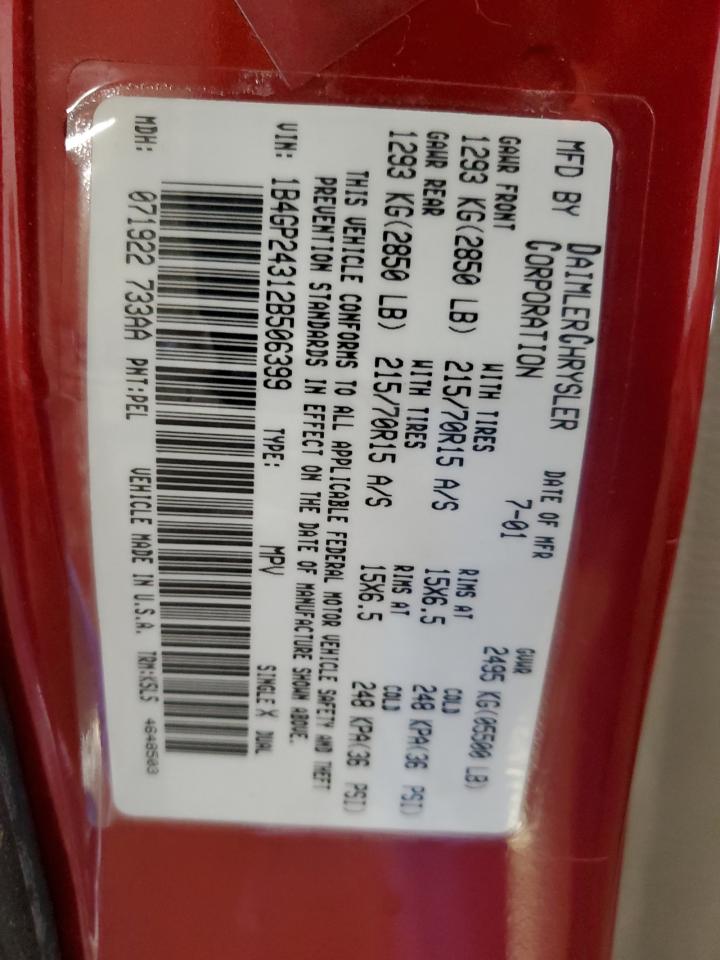 MFD BY DAIMLERCHRYSLER CORPORATION
DATE OF MFR 7-01
GVWR 2495 KG(05500 LB)
GAWR FRONT WITH TIRES RIMS AT COLD
1293 KG(2850 LB) 215/70R15 A/S 15X6.5 248 KPA(36 PSI)
GAWR REAR WITH TIRES RIMS AT COLD
1293 KG(2850 LB) 215/70R15 A/S 15X6.5 248 KPA(36 PSI)
THIS VEHICLE CONFORMS TO ALL APPLICABLE FEDERAL MOTOR VEHICLE SAFETY AND THEFT
PREVENTION STANDARDS IN EFFECT ON THE DATE OF MANUFACTURE SHOWN ABOVE.
VIN: 1B4GP24312B506399 TYPE: MPV SINGLE X DUAL
MDH: 071922 733AA PNT:PEL VEHICLE MADE IN U.S.A. TRM:K5LS 4648503